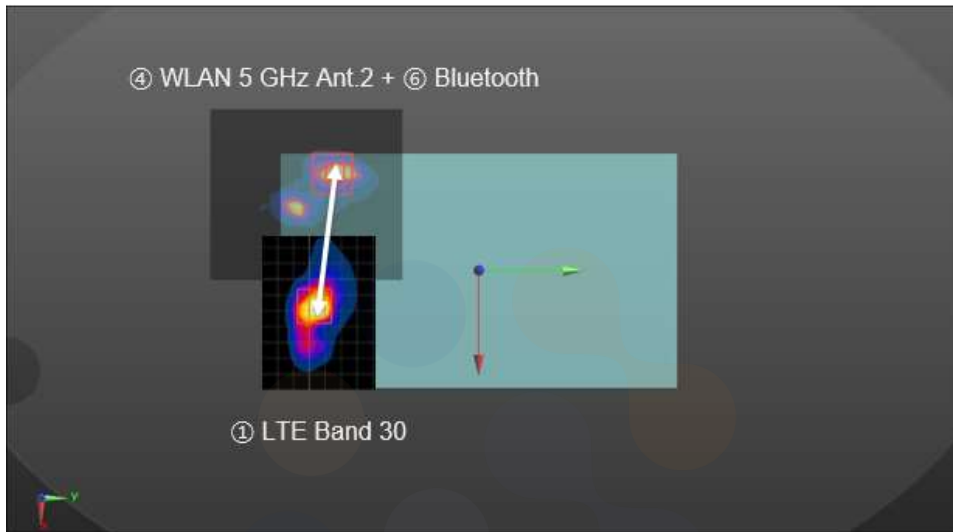 ④ WLAN 5 GHz Ant.2 + ⑥ Bluetooth
① LTE Band 30
y
x